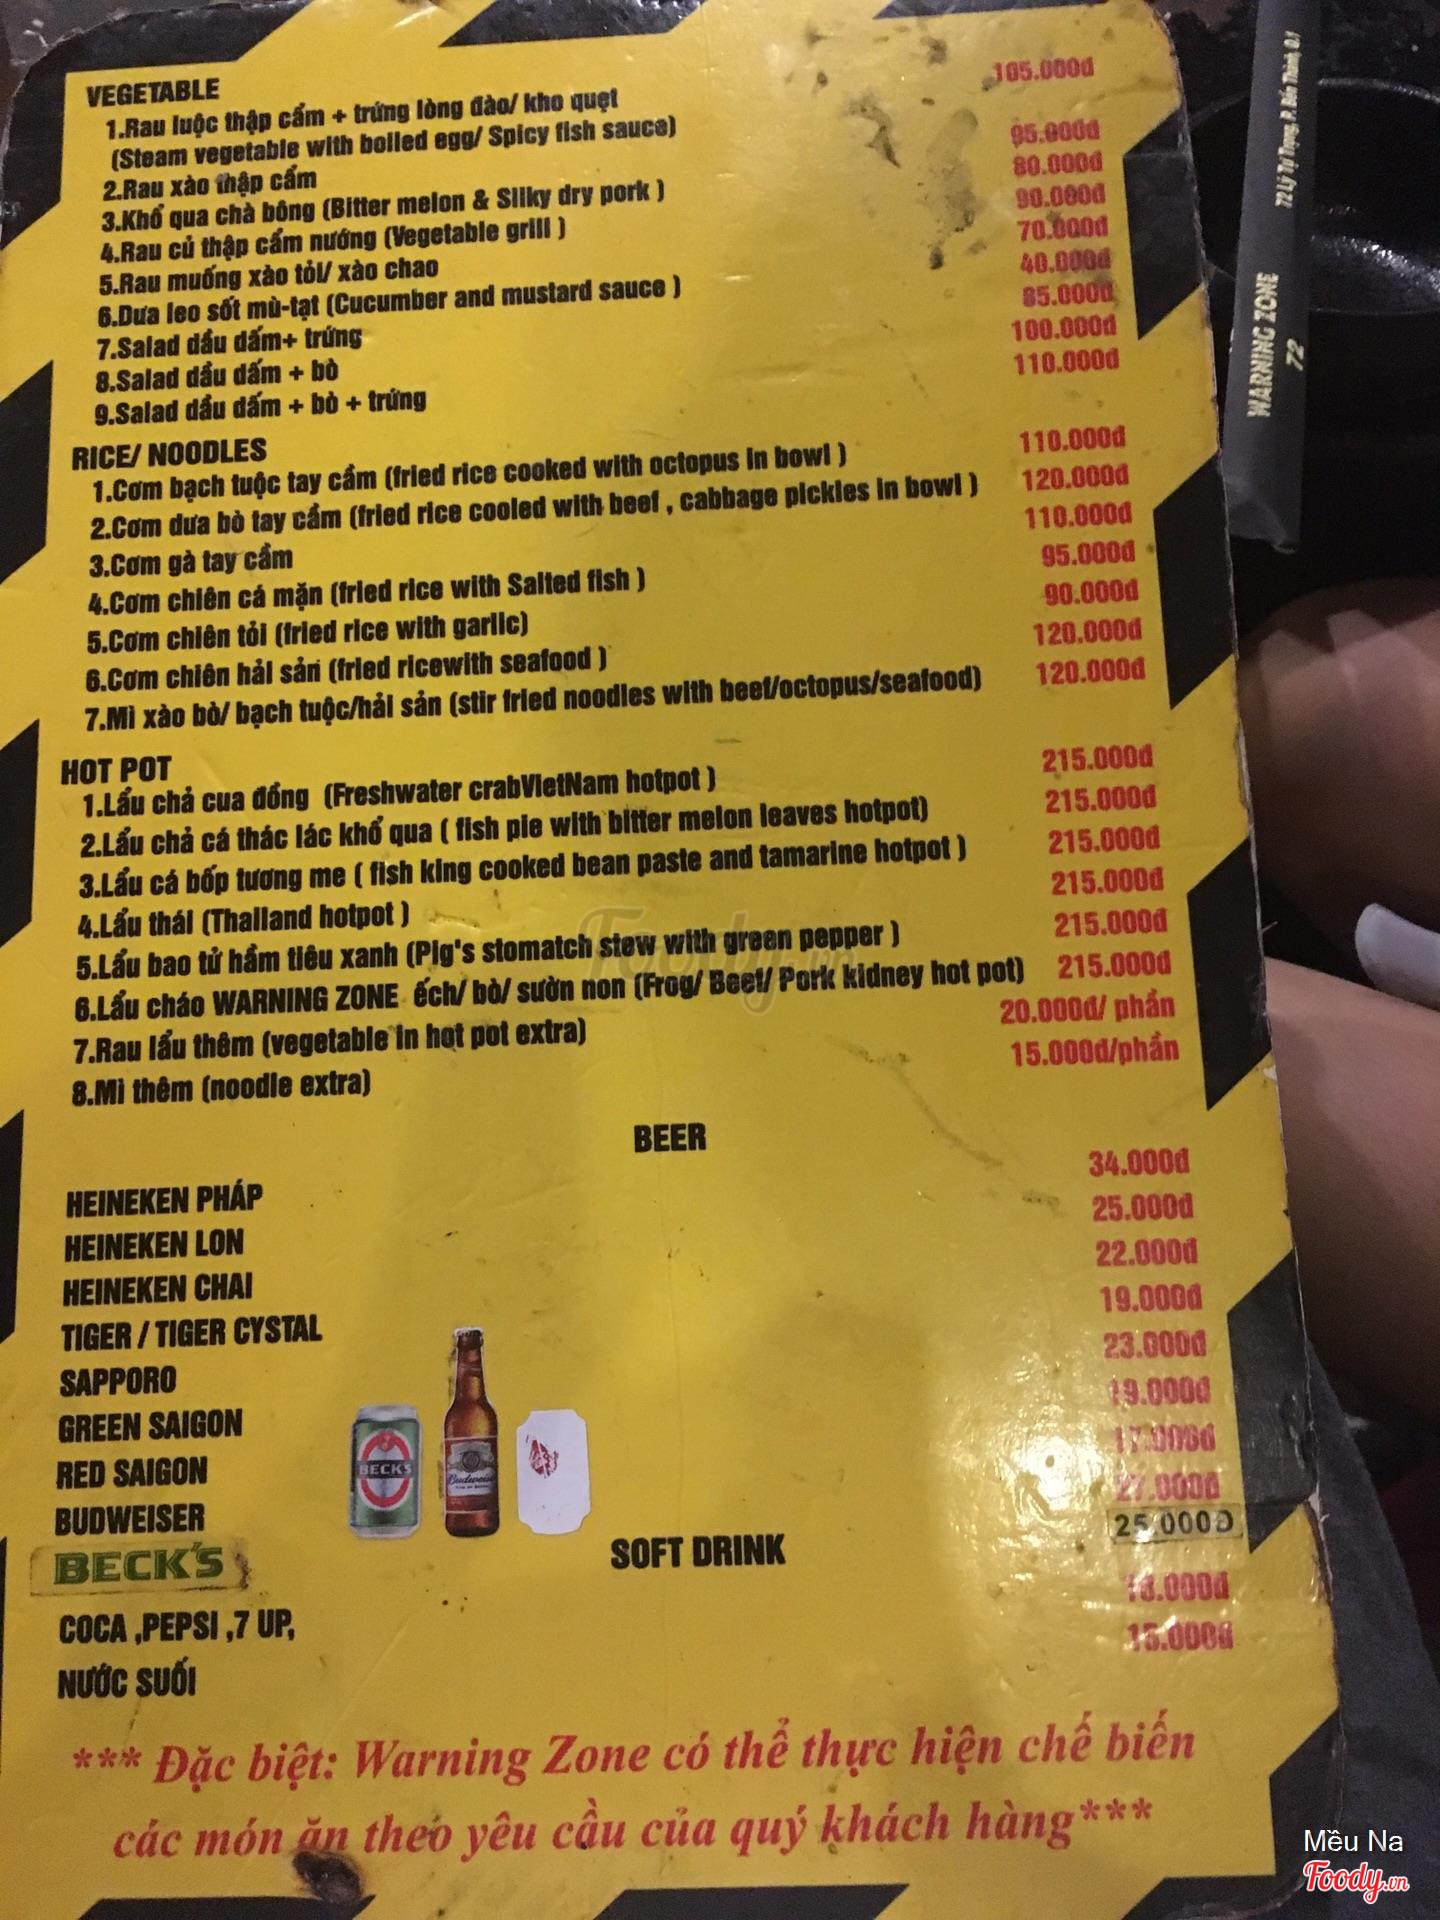 VEGETABLE
1.Rau luộc thập cẩm + trứng lòng đào/ kho quẹt 105.000đ
(Steam vegetable with boiled egg/ Spicy fish sauce)
2.Rau xào thập cẩm 95.000đ
3.Khổ qua chà bông (Bitter melon & Silky dry pork ) 80.000đ
4.Rau củ thập cẩm nướng (Vegetable grill ) 90.000đ
5.Rau muống xào tỏi/ xào chao 70.000đ
6.Dưa leo sốt mù-tạt (Cucumber and mustard sauce ) 40.000đ
7.Salad dầu dấm+ trứng 85.000đ
8.Salad dầu dấm + bò 100.000đ
9.Salad dầu dấm + bò + trứng 110.000đ
RICE/ NOODLES
1.Cơm bạch tuộc tay cầm (fried rice cooked with octopus in bowl ) 110.000đ
2.Cơm dưa bò tay cầm (fried rice cooled with beef , cabbage pickles in bowl ) 120.000đ
3.Cơm gà tay cầm 110.000đ
4.Cơm chiên cá mặn (fried rice with Salted fish ) 95.000đ
5.Cơm chiên tỏi (fried rice with garlic) 90.000đ
6.Cơm chiên hải sản (fried ricewith seafood ) 120.000đ
7.Mì xào bò/ bạch tuộc/hải sản (stir fried noodles with beef/octopus/seafood) 120.000đ
HOT POT
1.Lẩu chả cua đồng (Freshwater crabVietNam hotpot ) 215.000đ
2.Lẩu chả cá thác lác khổ qua ( fish pie with bitter melon leaves hotpot) 215.000đ
3.Lẩu cá bốp tương me ( fish king cooked bean paste and tamarine hotpot ) 215.000đ
4.Lẩu thái (Thailand hotpot ) 215.000đ
5.Lẩu bao tử hầm tiêu xanh (Pig's stomatch stew with green pepper ) 215.000đ
6.Lẩu cháo WARNING ZONE ếch/ bò/ sườn non (Frog/ Beef/ Pork kidney hot pot) 215.000đ
7.Rau lẩu thêm (vegetable in hot pot extra) 20.000đ/ phần
8.Mì thêm (noodle extra) 15.000đ/phần
BEER
HEINEKEN PHÁP 34.000đ
HEINEKEN LON 25.000đ
HEINEKEN CHAI 22.000đ
TIGER / TIGER CYSTAL 19.000đ
SAPPORO 23.000đ
GREEN SAIGON 19.000đ
RED SAIGON 17.000đ
BUDWEISER 27.000đ
BECK'S 25.000Đ
BECK'S
Budweiser
SOFT DRINK
COCA ,PEPSI ,7 UP, 18.000đ
NƯỚC SUỐI 15.000đ
*** Đặc biệt: Warning Zone có thể thực hiện chế biến
các món ăn theo yêu cầu của quý khách hàng***
WARNING ZONE
72
72 Lý Tự Trọng, P. Bến Thành, Q.1
Foody.vn
Mều Na
Foody.vn